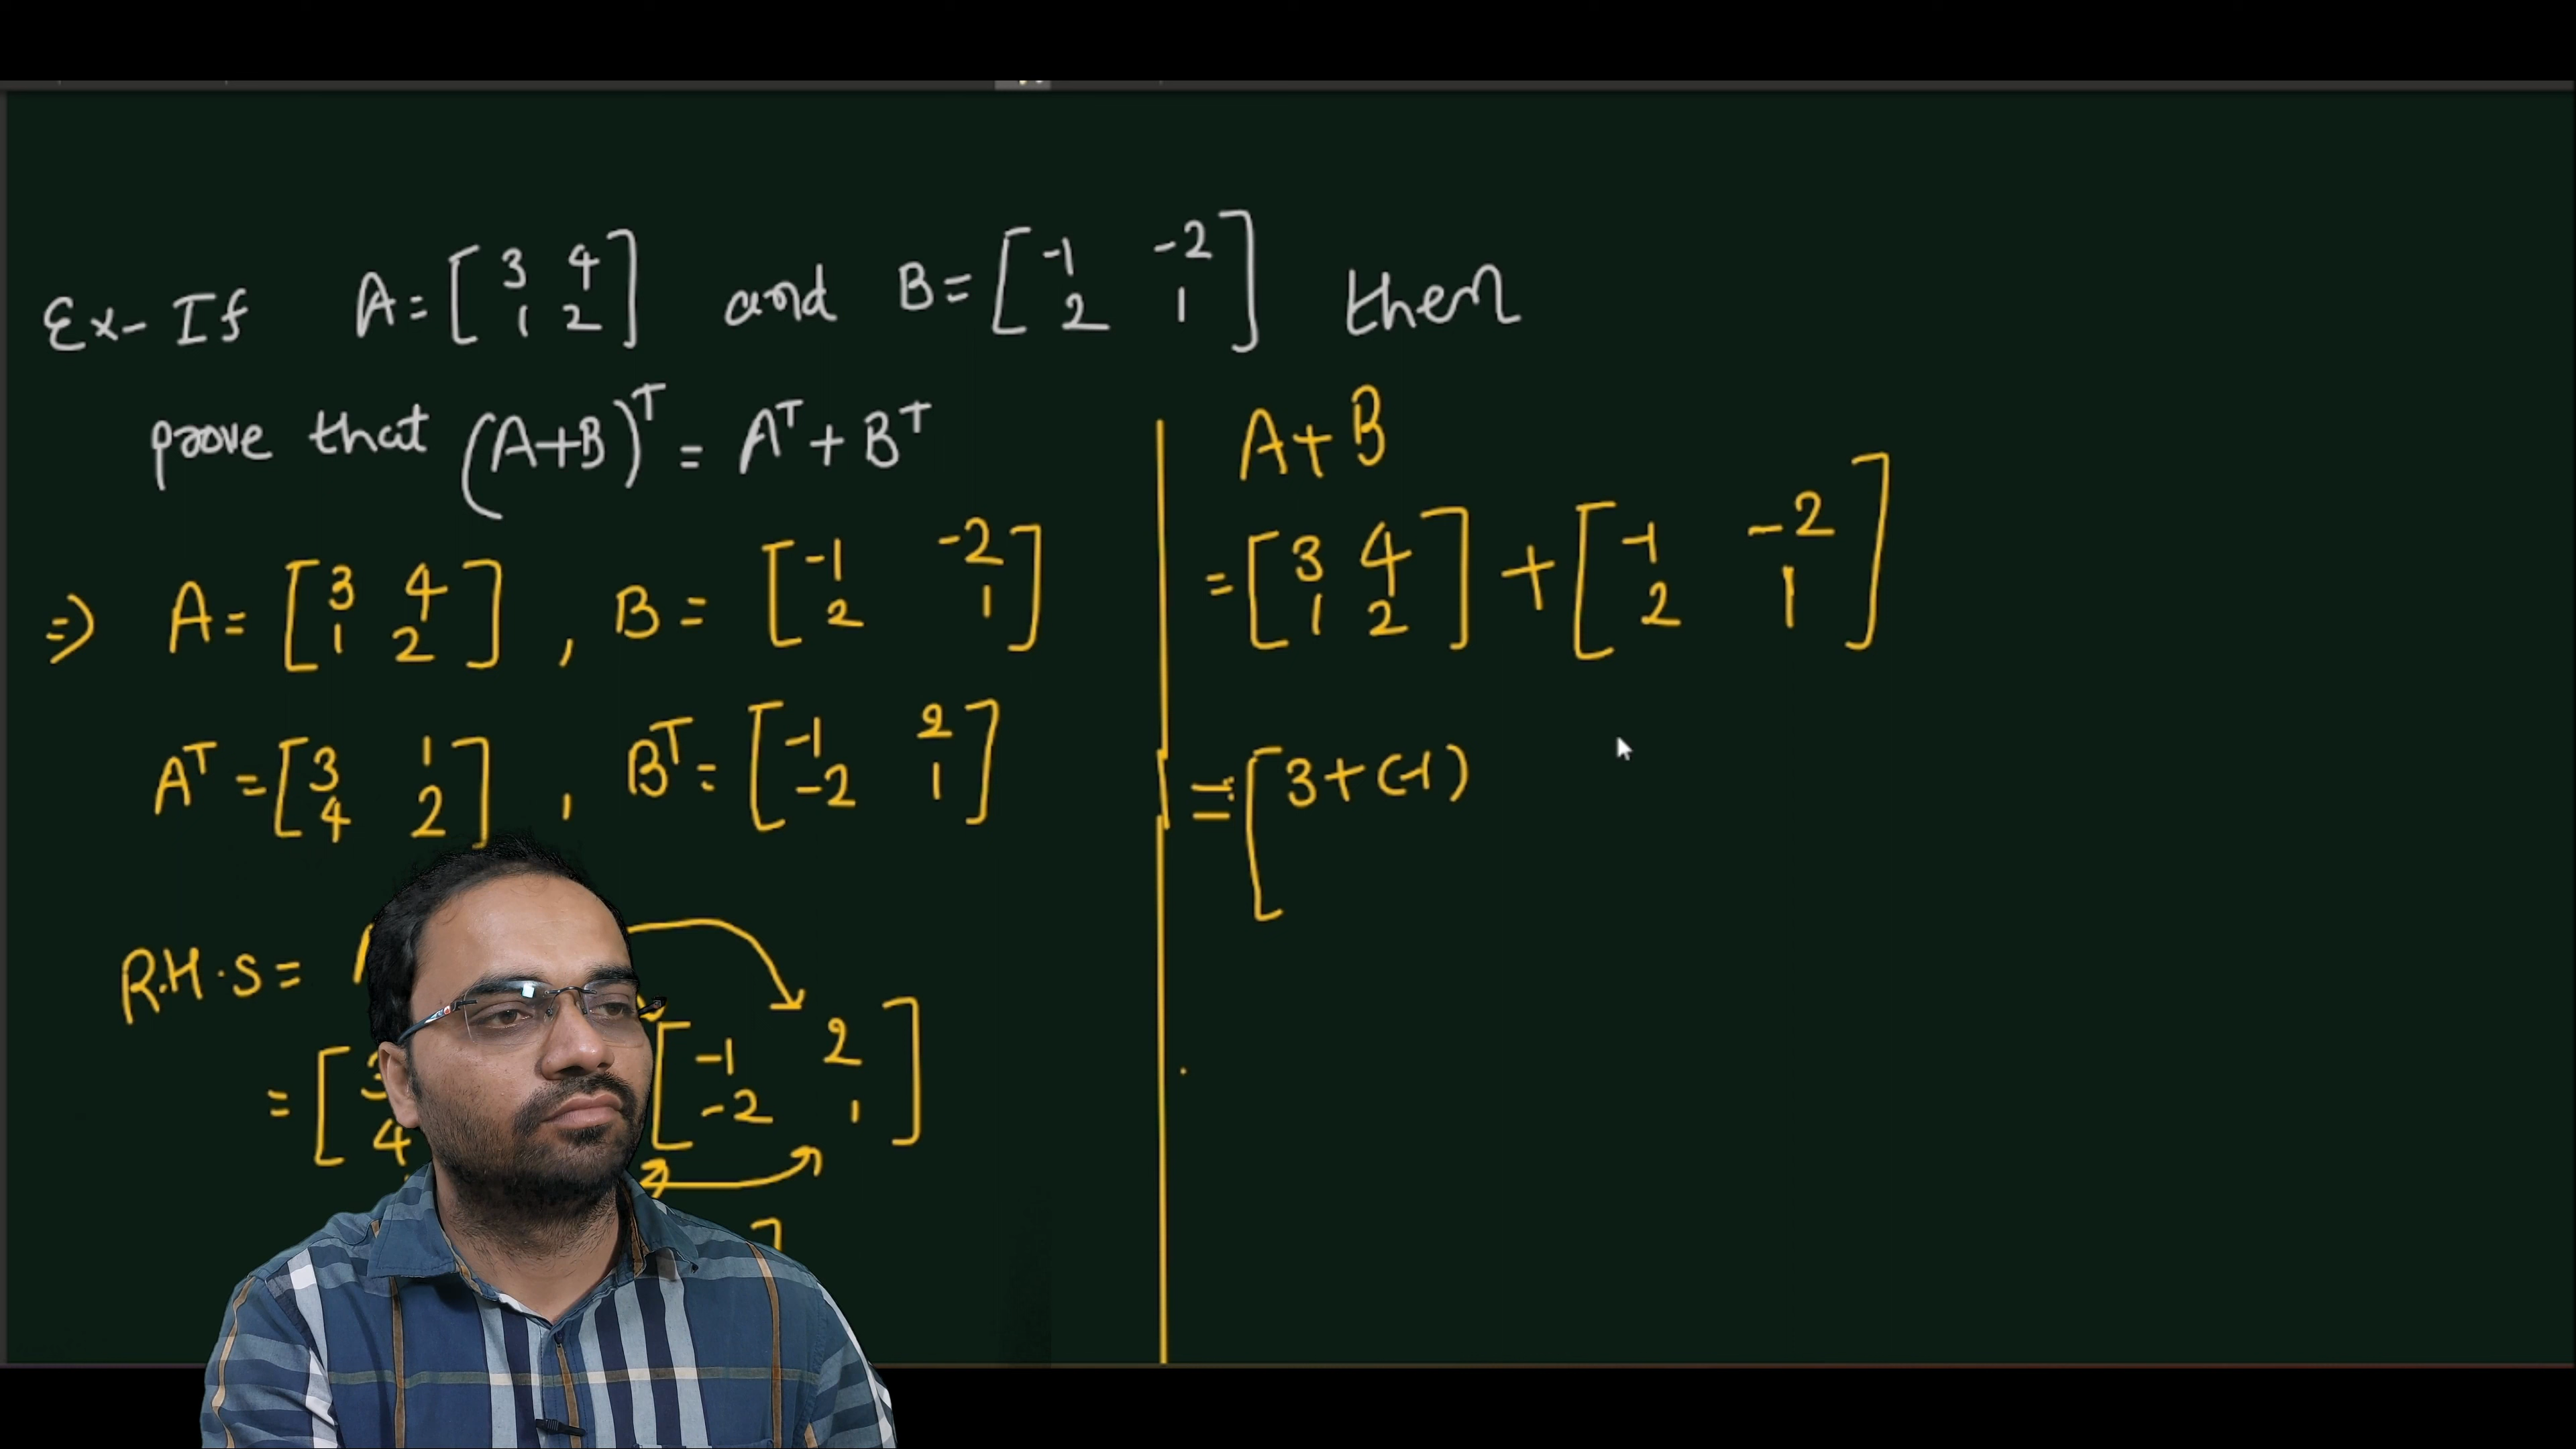 Ex- If A = [ 3 4 ; 1 2 ] and B = [ -1 -2 ; 2 1 ] then
prove that (A+B)^T = A^T + B^T
=> A = [ 3 4 ; 1 2 ] , B = [ -1 -2 ; 2 1 ]
A^T = [ 3 1 ; 4 2 ] , B^T = [ -1 2 ; -2 1 ]
R.H.S =
= [ 3 ; 4 [ -1 2 ; -2 1 ]
]
A+B
= [ 3 4 ; 1 2 ] + [ -1 -2 ; 2 1 ]
= [ 3+(-1)